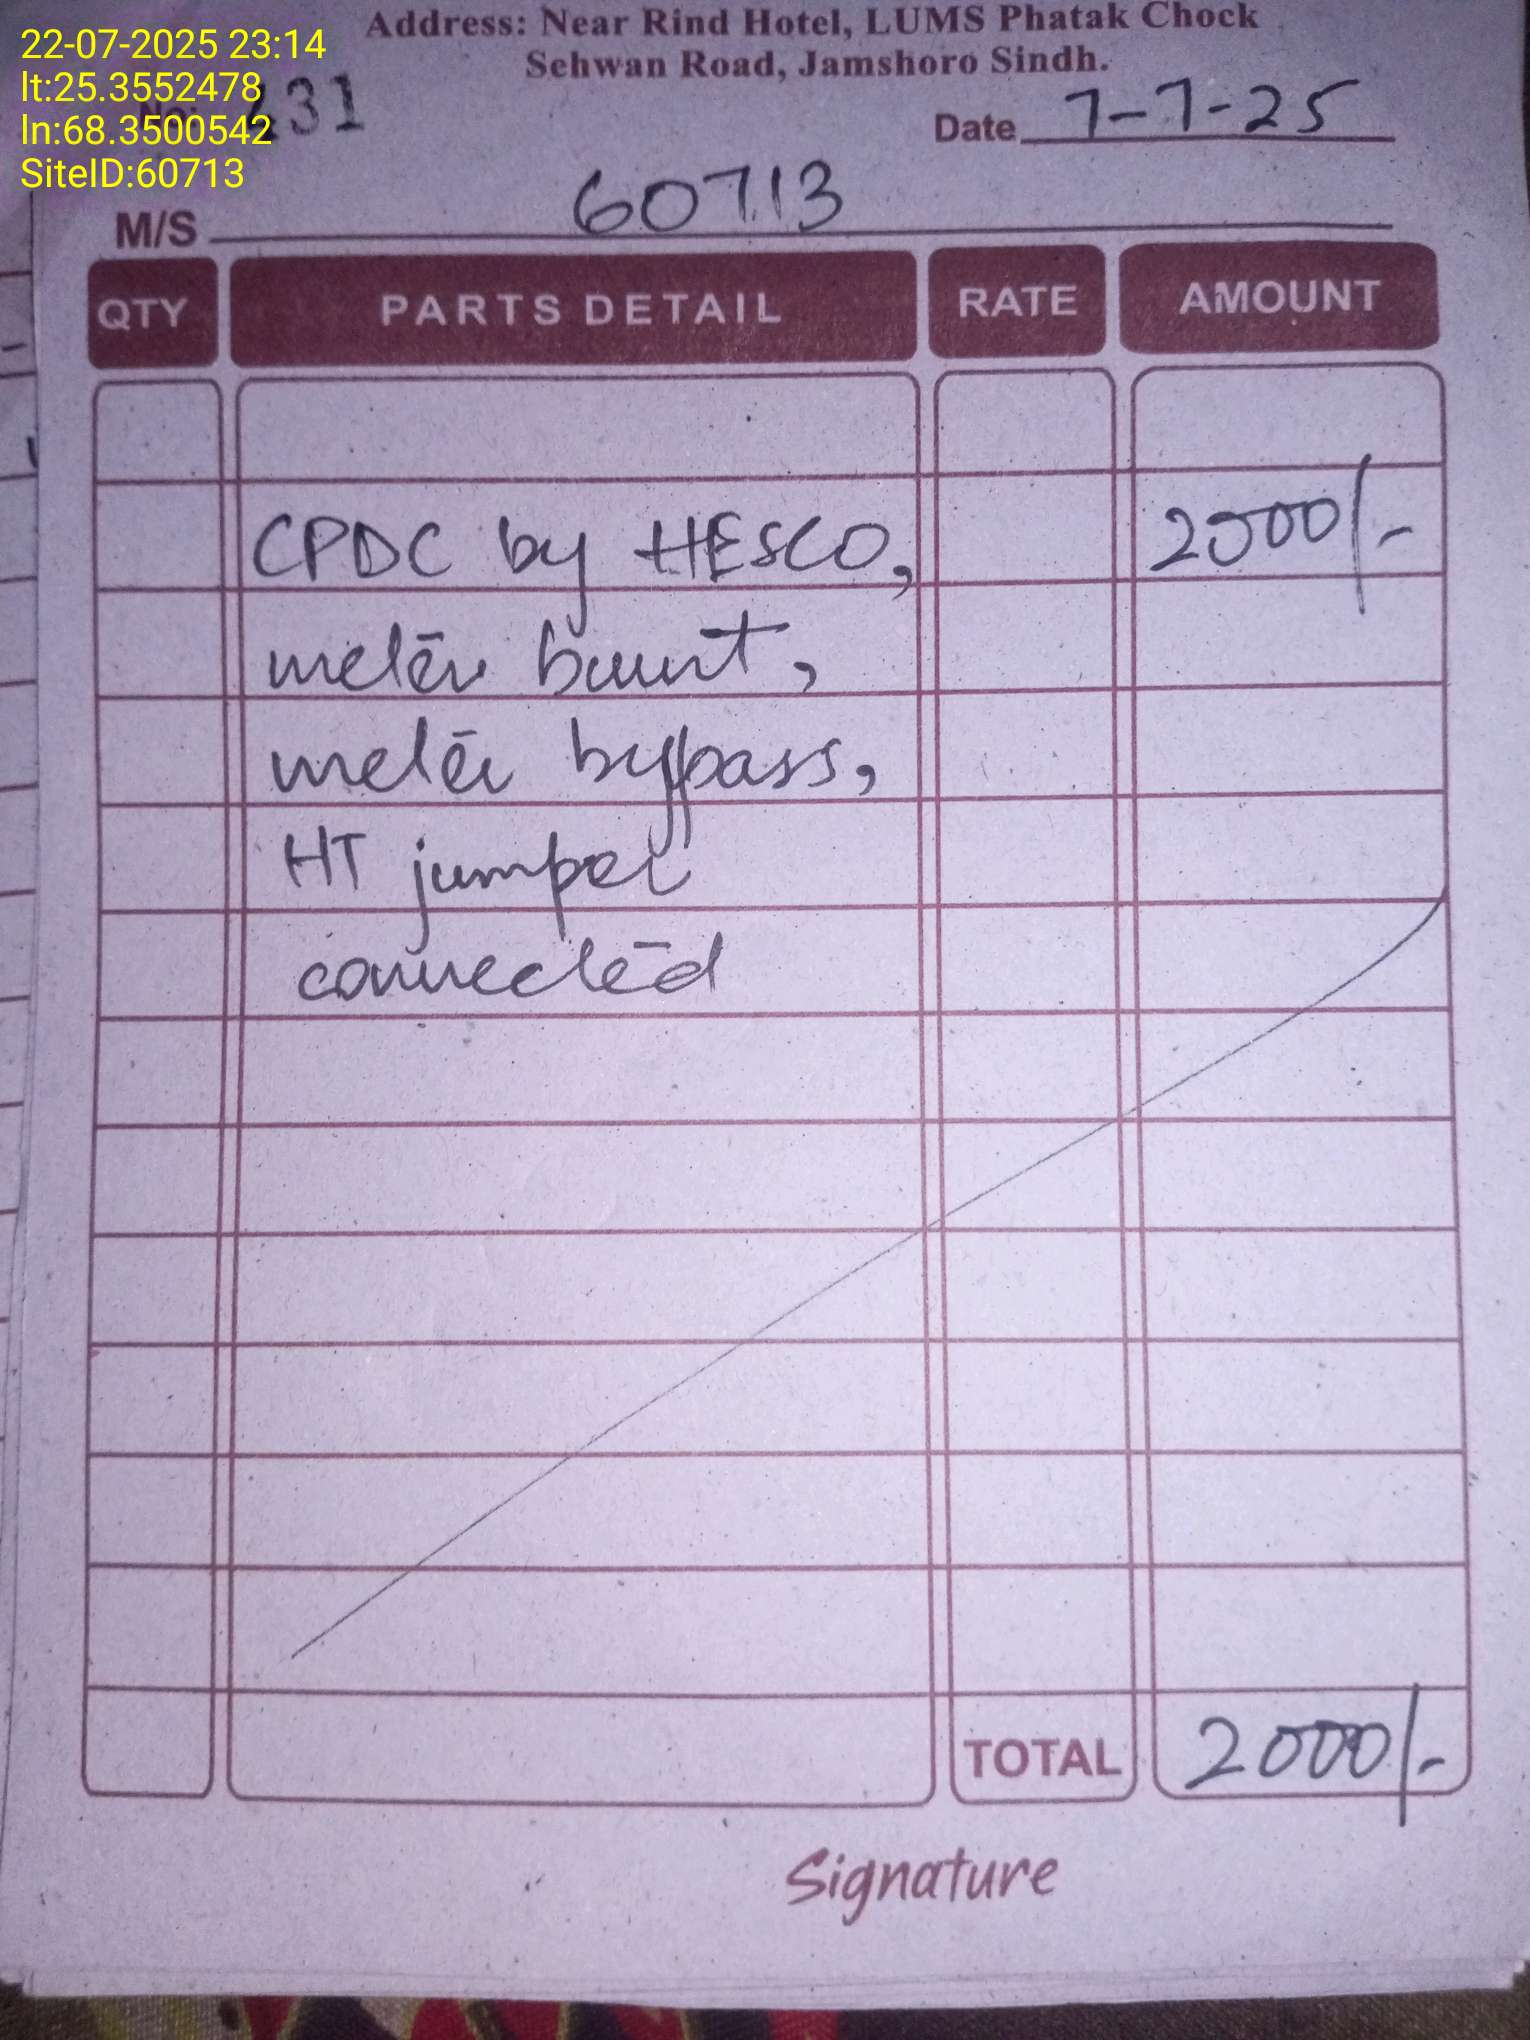 Address: Near Rind Hotel, LUMS Phatak Chock
Sehwan Road, Jamshoro Sindh.
22-07-2025 23:14
lt:25.3552478
ln:68.3500542
SiteID:60713
No: 431
Date 7-7-25
M/S 60713
QTY PARTS DETAIL RATE AMOUNT
CPDC by HESCO, 2000/-
meter burnt,
meter bypass,
HT jumper
connected
TOTAL 2000/-
Signature